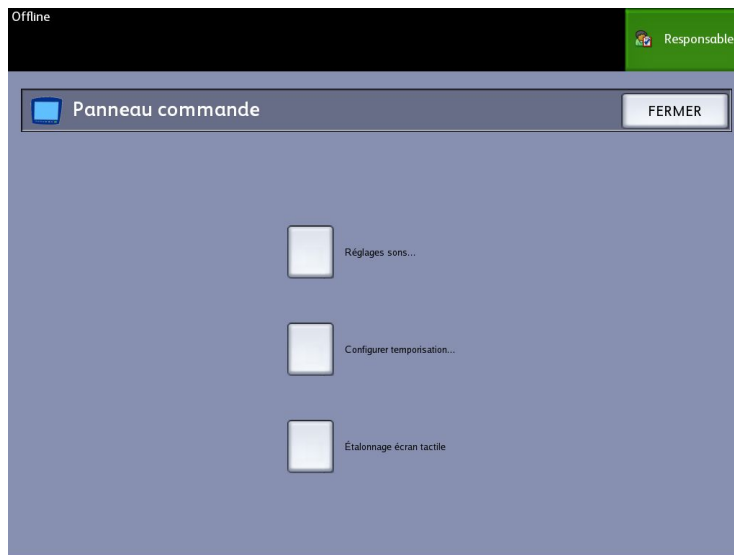 Offline
Responsable
Panneau commande
FERMER
Réglages sons...
Configurer temporisation...
Étalonnage écran tactile